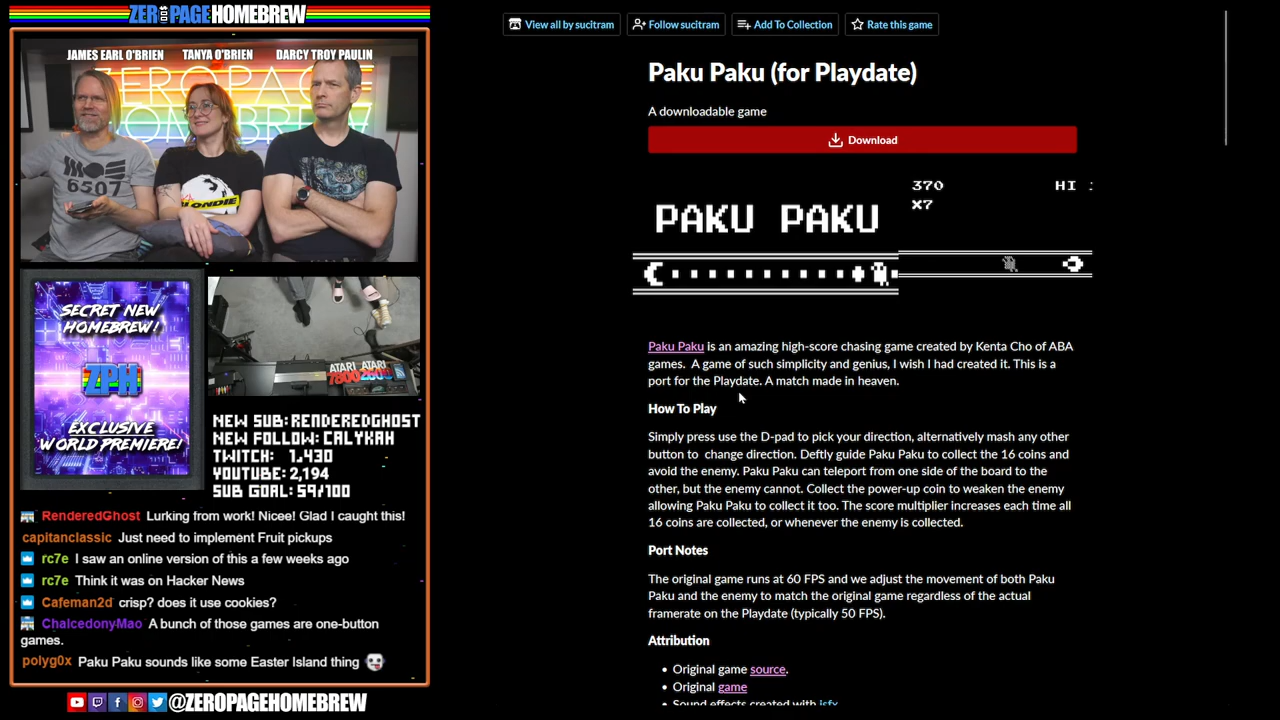 ZEROPAGEHOMEBREW
JAMES EARL O'BRIEN
TANYA O'BRIEN
DARCY TROY PAULIN
ZEROPAGE
HOMEBREW
6507
BLONDIE
SECRET NEW
HOMEBREW!
ZPH
EXCLUSIVE
WORLD PREMIERE!
ATARI
7800
ATARI
2600
NEW SUB: RENDEREDGHOST
NEW FOLLOW: CALYKAH
TWITCH: 1,430
YOUTUBE: 2,194
SUB GOAL: 59/100
RenderedGhost Lurking from work! Nicee! Glad I caught this!
capitanclassic Just need to implement Fruit pickups
rc7e I saw an online version of this a few weeks ago
rc7e Think it was on Hacker News
Cafeman2d crisp? does it use cookies?
ChalcedonyMao A bunch of those games are one-button
games.
polyg0x Paku Paku sounds like some Easter Island thing
@ZEROPAGEHOMEBREW
View all by sucitram
Follow sucitram
Add To Collection
Rate this game
Paku Paku (for Playdate)
A downloadable game
Download
PAKU PAKU
370
HI
X7
Paku Paku is an amazing high-score chasing game created by Kenta Cho of ABA
games. A game of such simplicity and genius, I wish I had created it. This is a
port for the Playdate. A match made in heaven.
How To Play
Simply press use the D-pad to pick your direction, alternatively mash any other
button to change direction. Deftly guide Paku Paku to collect the 16 coins and
avoid the enemy. Paku Paku can teleport from one side of the board to the
other, but the enemy cannot. Collect the power-up coin to weaken the enemy
allowing Paku Paku to collect it too. The score multiplier increases each time all
16 coins are collected, or whenever the enemy is collected.
Port Notes
The original game runs at 60 FPS and we adjust the movement of both Paku
Paku and the enemy to match the original game regardless of the actual
framerate on the Playdate (typically 50 FPS).
Attribution
Original game source.
Original game
Sound effects created with jsfx